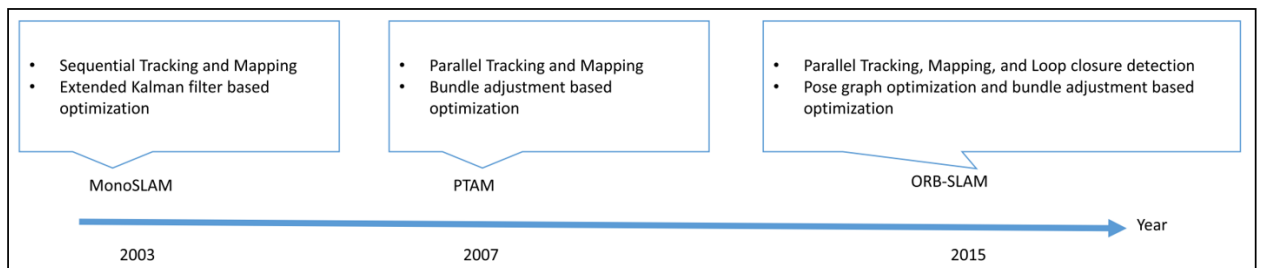 • Sequential Tracking and Mapping
• Extended Kalman filter based
optimization
• Parallel Tracking and Mapping
• Bundle adjustment based
optimization
• Parallel Tracking, Mapping, and Loop closure detection
• Pose graph optimization and bundle adjustment based
optimization
MonoSLAM
PTAM
ORB-SLAM
Year
2003
2007
2015